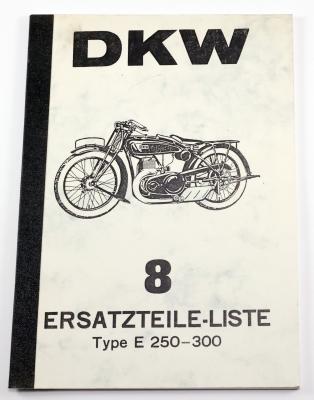 DKW
8
ERSATZTEILE-LISTE
Type E 250-300